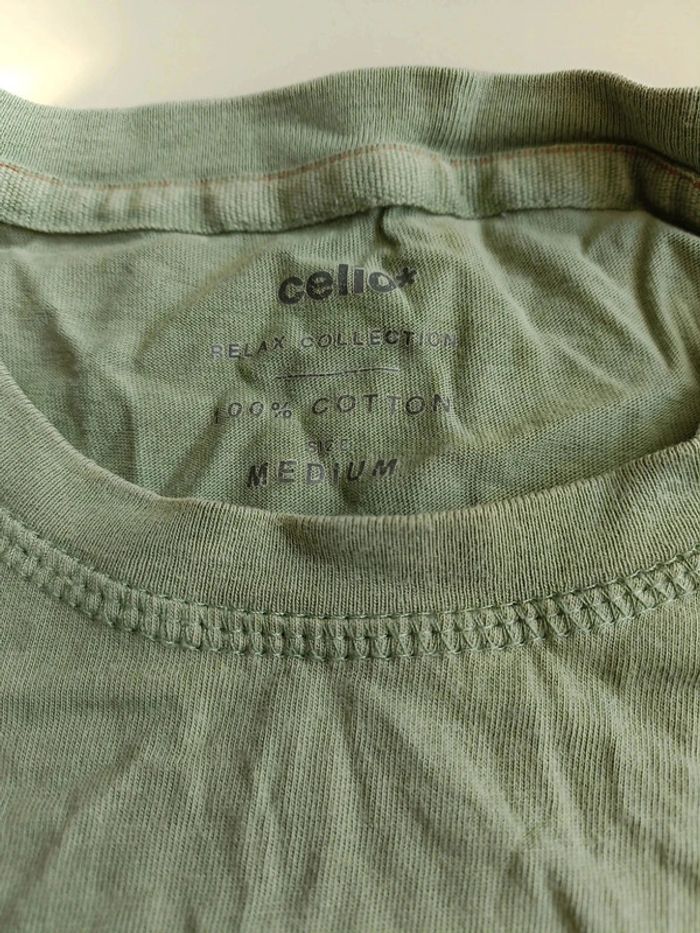 celio*
RELAX COLLECTION
100% COTTON
SIZE
MEDIUM